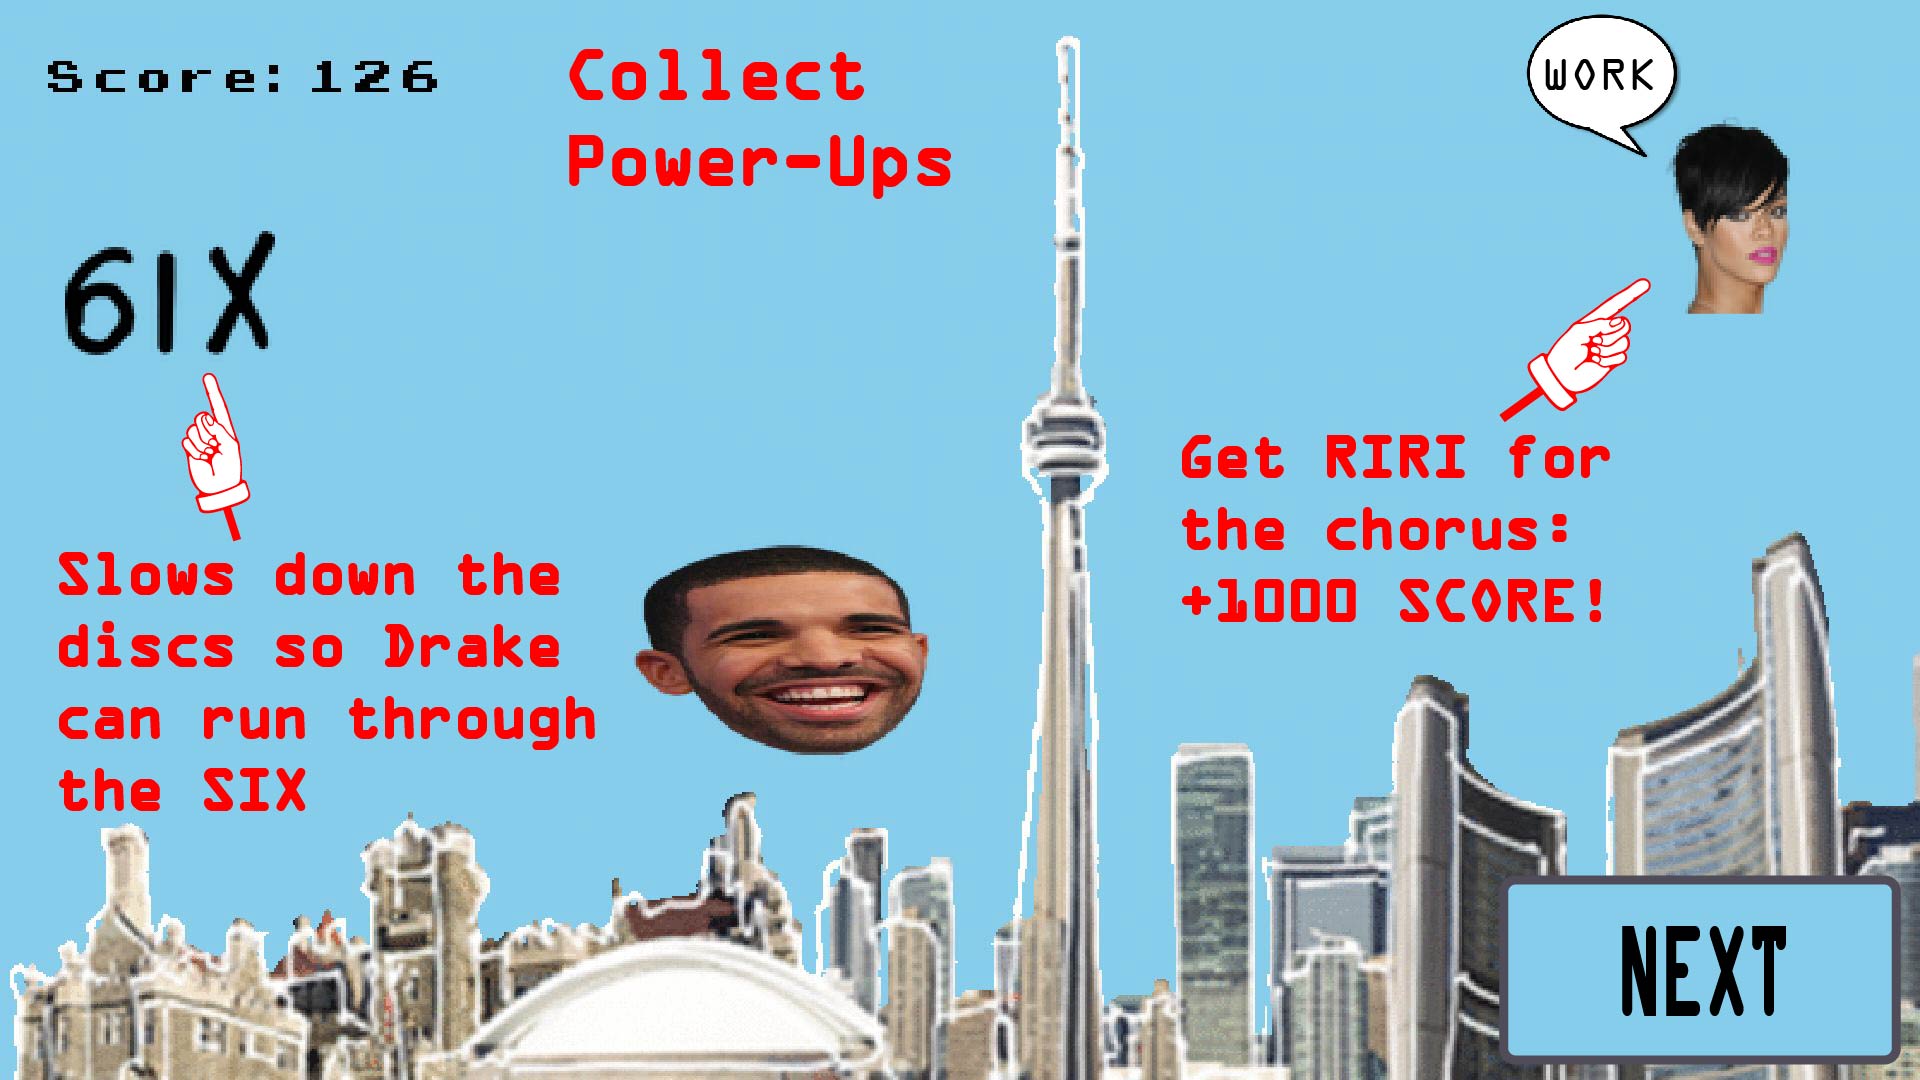 Score: 126
Collect
Power-Ups
WORK
6IX
Get RIRI for
the chorus:
+1000 SCORE!
Slows down the
discs so Drake
can run through
the SIX
NEXT